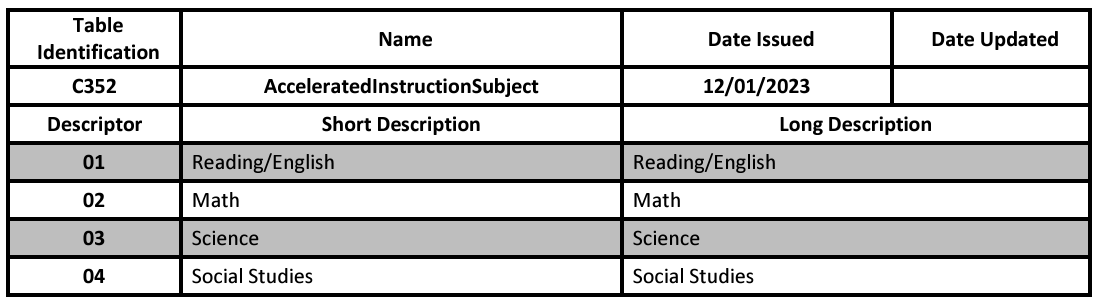 Table Identification Name Date Issued Date Updated
C352 AcceleratedInstructionSubject 12/01/2023
Descriptor Short Description Long Description
01 Reading/English Reading/English
02 Math Math
03 Science Science
04 Social Studies Social Studies